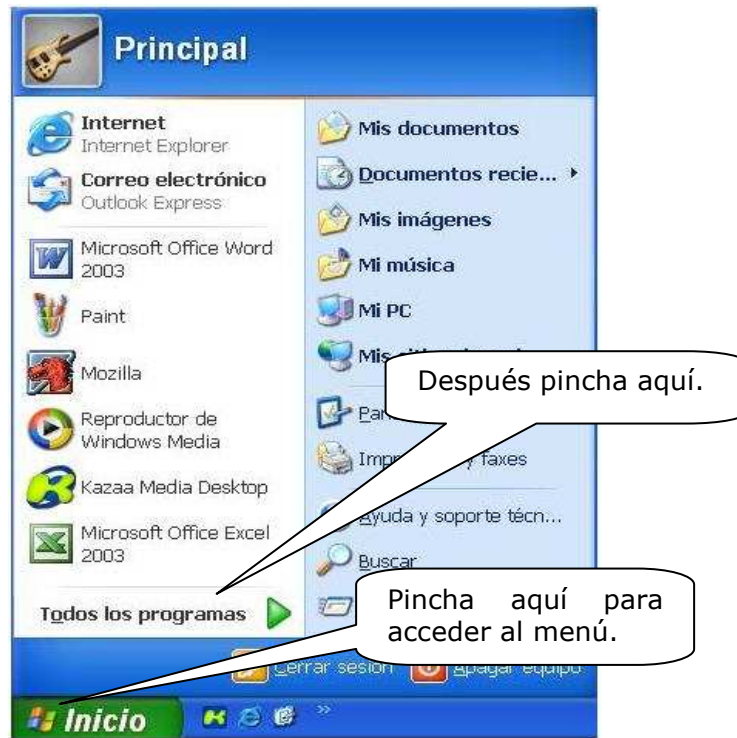 Principal
Internet
Internet Explorer
Correo electrónico
Outlook Express
Microsoft Office Word
2003
Paint
Mozilla
Reproductor de
Windows Media
Kazaa Media Desktop
Microsoft Office Excel
2003
Todos los programas
Mis documentos
Documentos recie...
Mis imágenes
Mi música
Mi PC
Mis
Después pincha aquí.
y faxes
Ayuda y soporte técn...
Buscar
Pincha aquí para
acceder al menú.
Cerrar sesión
Apagar equipo
Inicio